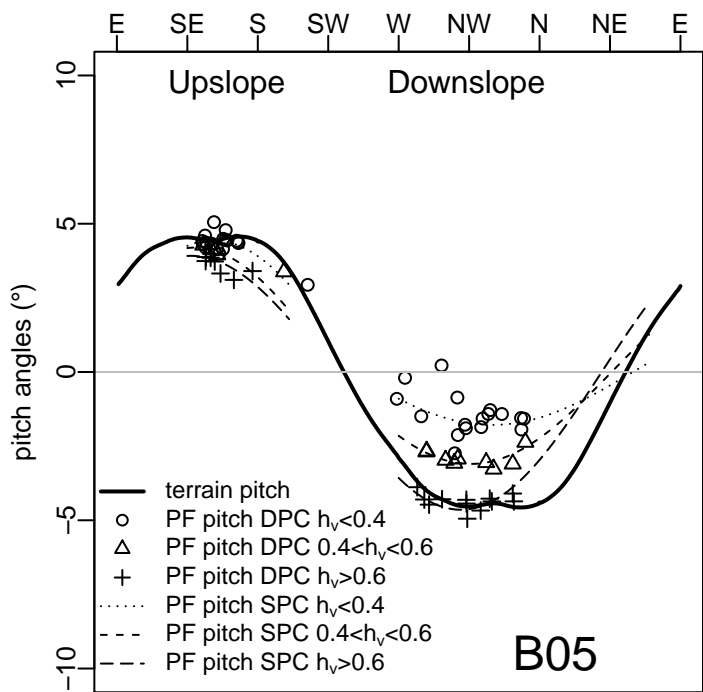 E SE S SW W NW N NE E
Upslope Downslope
10
5
0
−5
−10
pitch angles (°)
terrain pitch
PF pitch DPC hᵥ<0.4
PF pitch DPC 0.4<hᵥ<0.6
PF pitch DPC hᵥ>0.6
PF pitch SPC hᵥ<0.4
PF pitch SPC 0.4<hᵥ<0.6
PF pitch SPC hᵥ>0.6
B05